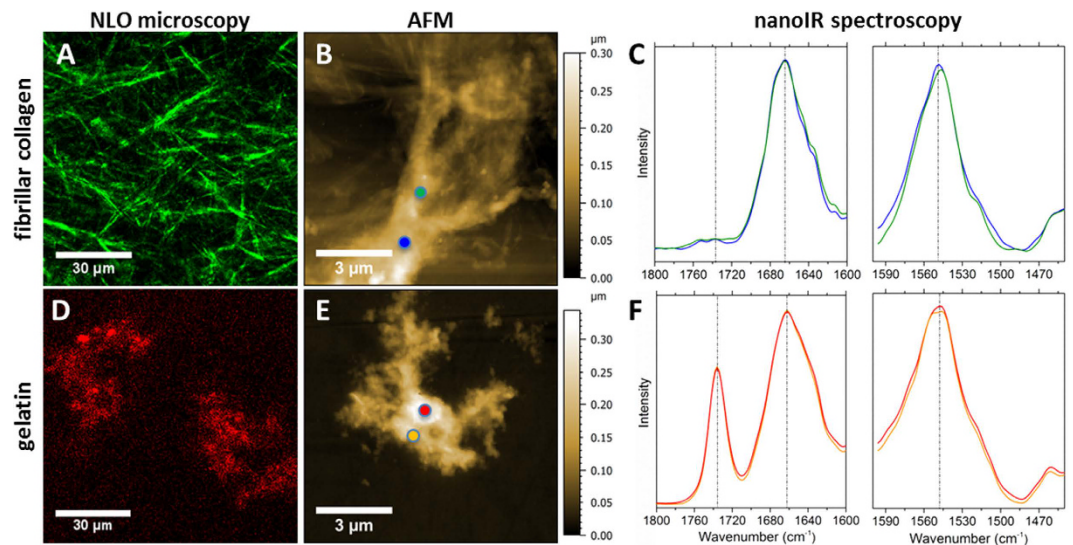 NLO microscopy
AFM
nanoIR spectroscopy
fibrillar collagen
A
30 µm
B
3 µm
µm
0.30
0.25
0.20
0.15
0.10
0.05
0.00
C
Intensity
1800 1760 1720 1680 1640 1600
1590 1560 1530 1500 1470
gelatin
D
30 µm
E
3 µm
µm
0.30
0.25
0.20
0.15
0.10
0.05
0.00
F
Intensity
1800 1760 1720 1680 1640 1600
Wavenumber (cm⁻¹)
1590 1560 1530 1500 1470
Wavenumber (cm⁻¹)